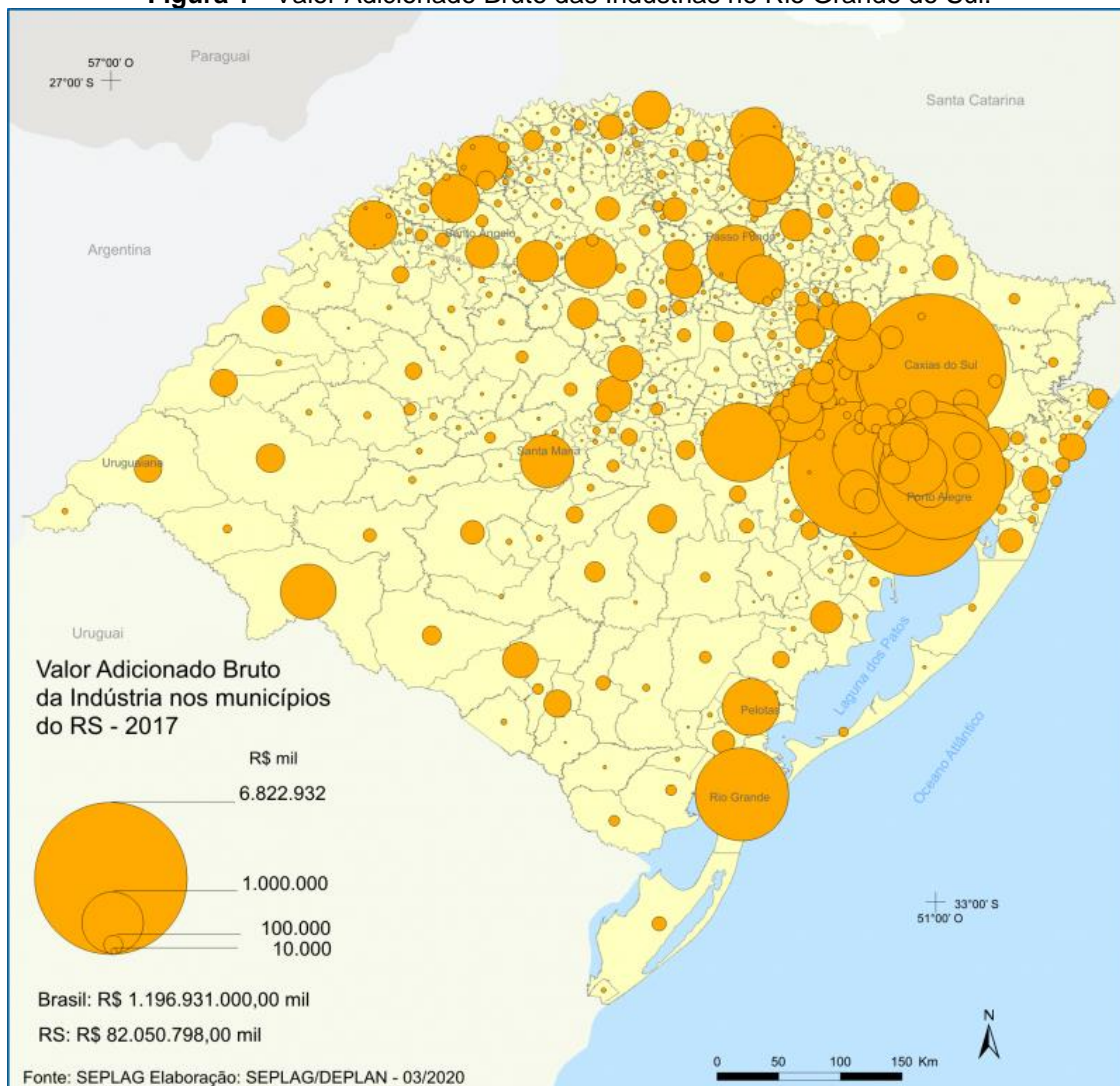 Figura 1 - Valor Adicionado Bruto das Indústrias no Rio Grande do Sul.
57°00' O
27°00' S
Paraguai
Santa Catarina
Argentina
Santo Ângelo
Passo Fundo
Caxias do Sul
Uruguaiana
Santa Maria
Porto Alegre
Uruguai
Laguna dos Patos
Oceano Atlântico
Pelotas
Rio Grande
33°00' S
51°00' O
Valor Adicionado Bruto
da Indústria nos municípios
do RS - 2017
R$ mil
6.822.932
1.000.000
100.000
10.000
Brasil: R$ 1.196.931.000,00 mil
RS: R$ 82.050.798,00 mil
Fonte: SEPLAG Elaboração: SEPLAG/DEPLAN - 03/2020
N
0 50 100 150 Km